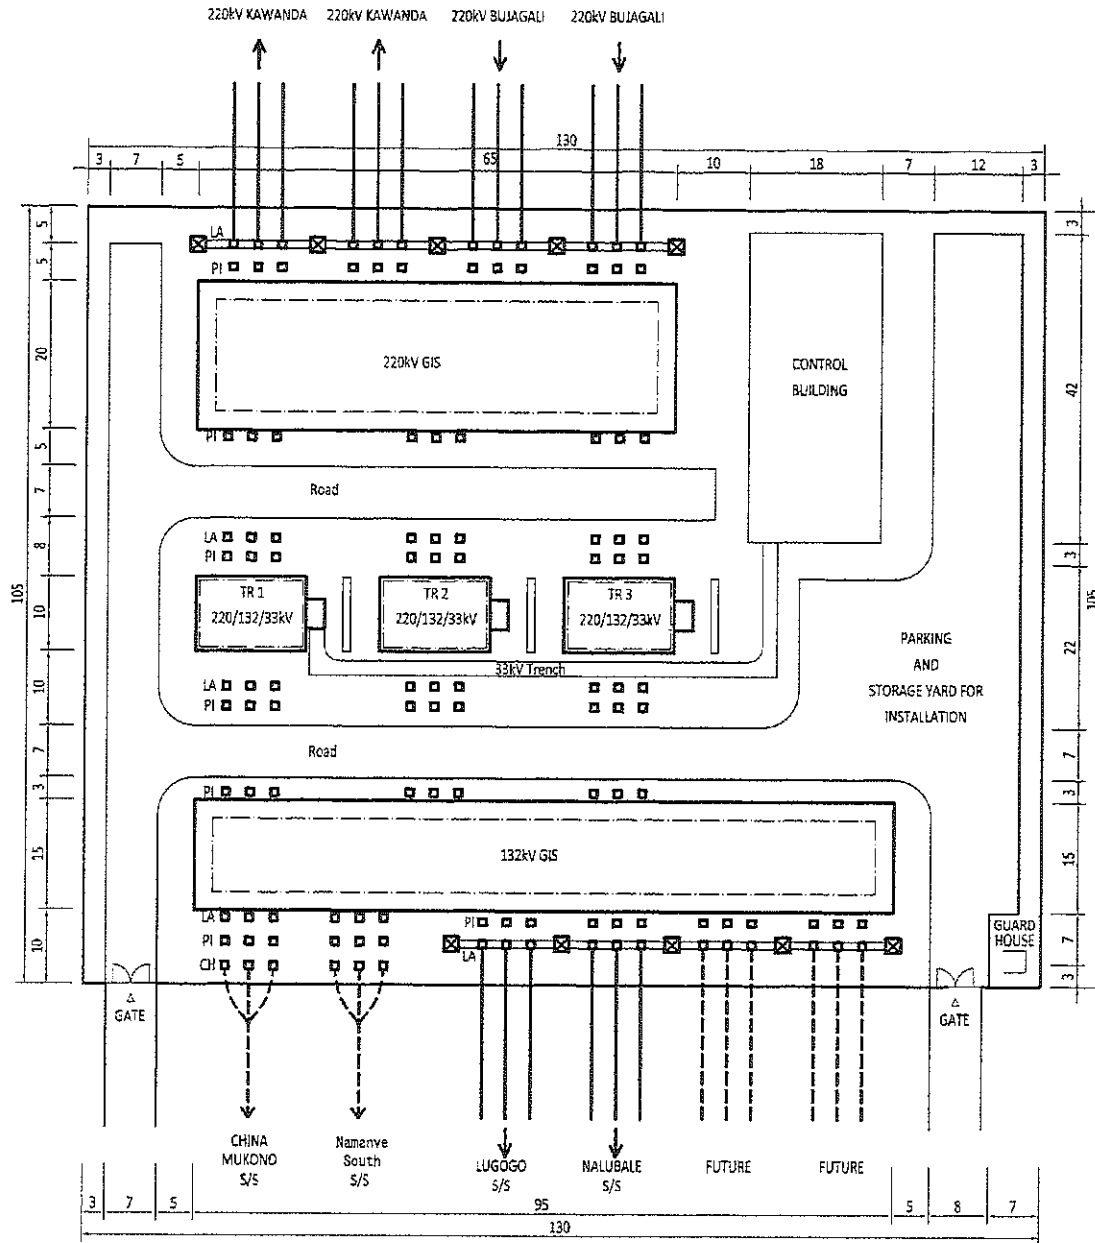 220kV KAWANDA 220kV KAWANDA 220kV BUJAGALI 220kV BUJAGALI
130
3 7 5 65 10 18 7 12 3
LA
PI
220kV GIS
CONTROL
BUILDING
PI
Road
LA
PI
TR 1
220/132/33kV
TR 2
220/132/33kV
TR 3
220/132/33kV
33kV Trench
PARKING
AND
STORAGE YARD FOR
INSTALLATION
LA
PI
Road
PI
132kV GIS
LA
PI
CH
PI
LA
GUARD
HOUSE
5
5
20
5
7
8
10
10
7
3
15
10
105
3
42
3
22
7
3
15
7
3
105
GATE
GATE
CHINA
MUKONO
S/S
Namanve
South
S/S
LUGOGO
S/S
NALUBALE
S/S
FUTURE
FUTURE
3 7 5 95 5 8 7
130